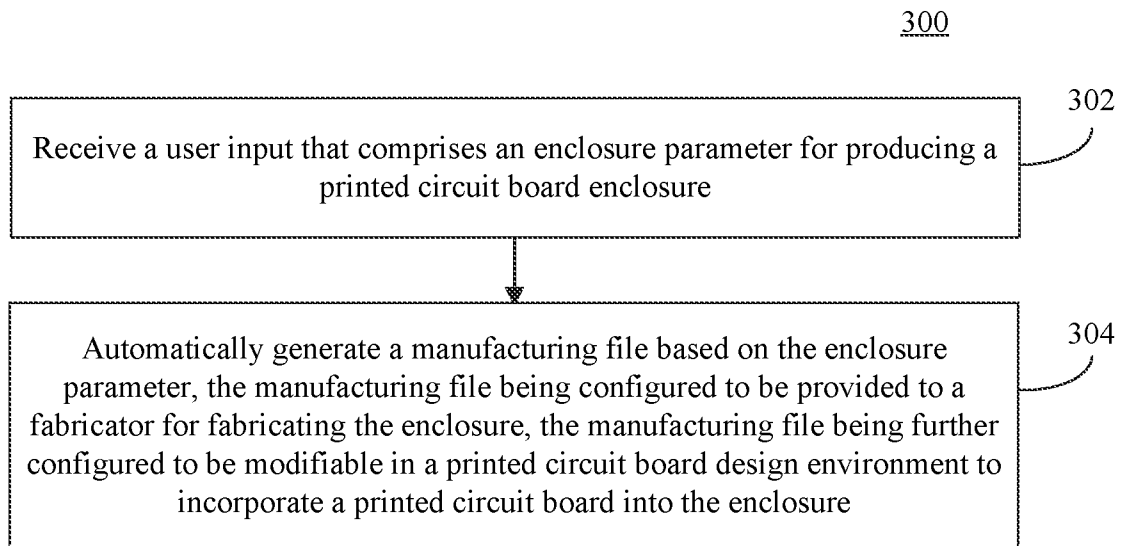 300
302
Receive a user input that comprises an enclosure parameter for producing a
printed circuit board enclosure
304
Automatically generate a manufacturing file based on the enclosure
parameter, the manufacturing file being configured to be provided to a
fabricator for fabricating the enclosure, the manufacturing file being further
configured to be modifiable in a printed circuit board design environment to
incorporate a printed circuit board into the enclosure